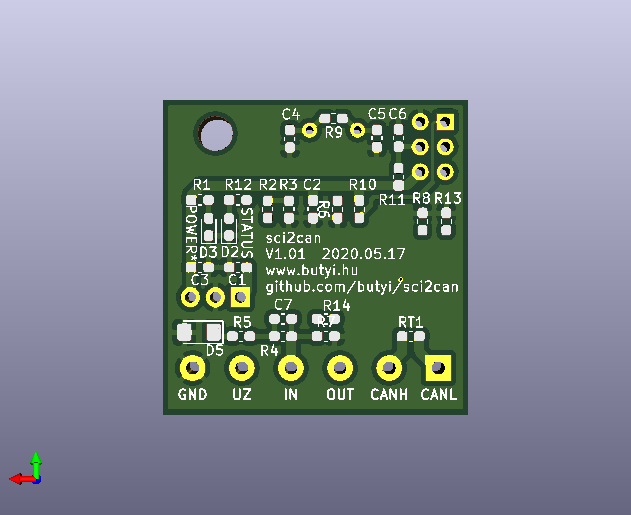 C4 C5 C6
R9
R1 R12 R2 R3 C2 R10
R11
R8 R13
R6
POWER*
STATUS
D3 D2
sci2can
V1.01 2020.05.17
www.butyi.hu
github.com/butyi/sci2can
C3 C1
C7 R14
R5 R7 RT1
D5 R4
GND UZ IN OUT CANH CANL